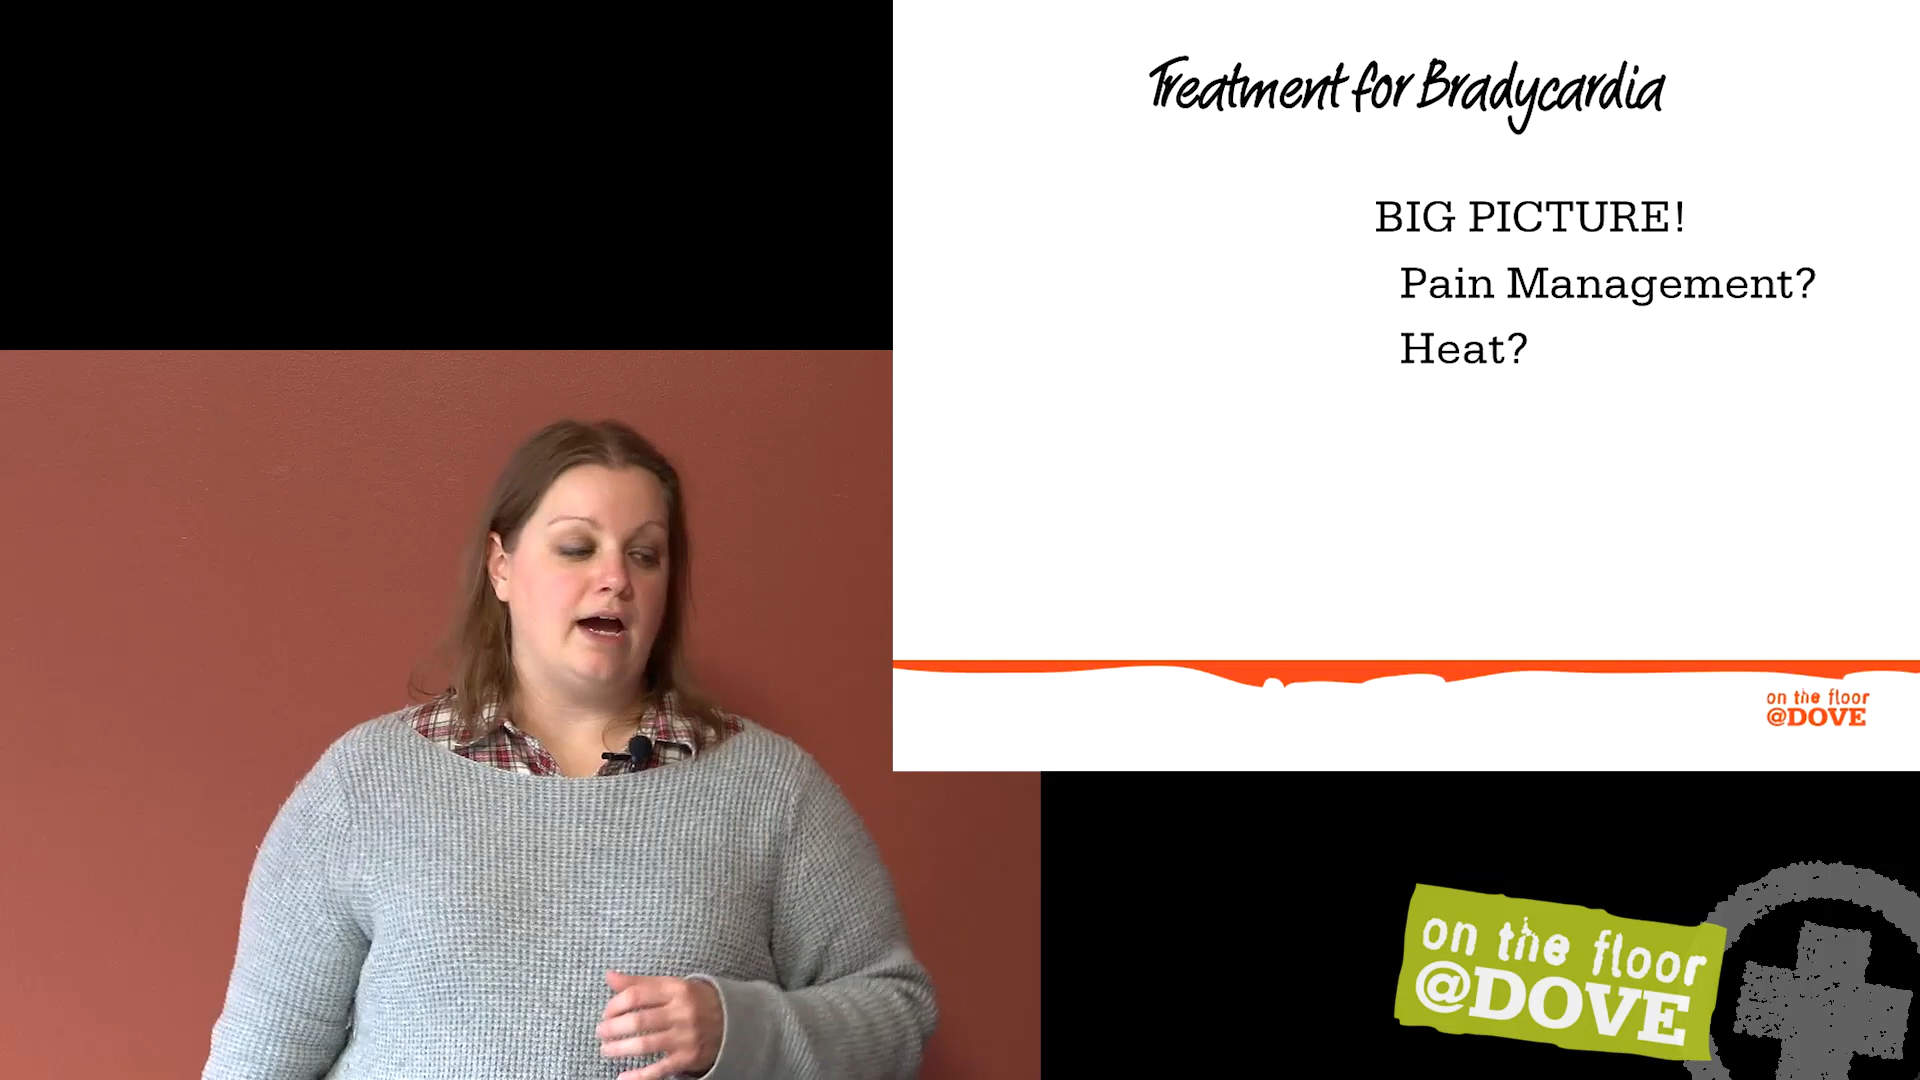 Treatment for Bradycardia
BIG PICTURE!
Pain Management?
Heat?
on the floor
@DOVE
on the floor
@DOVE